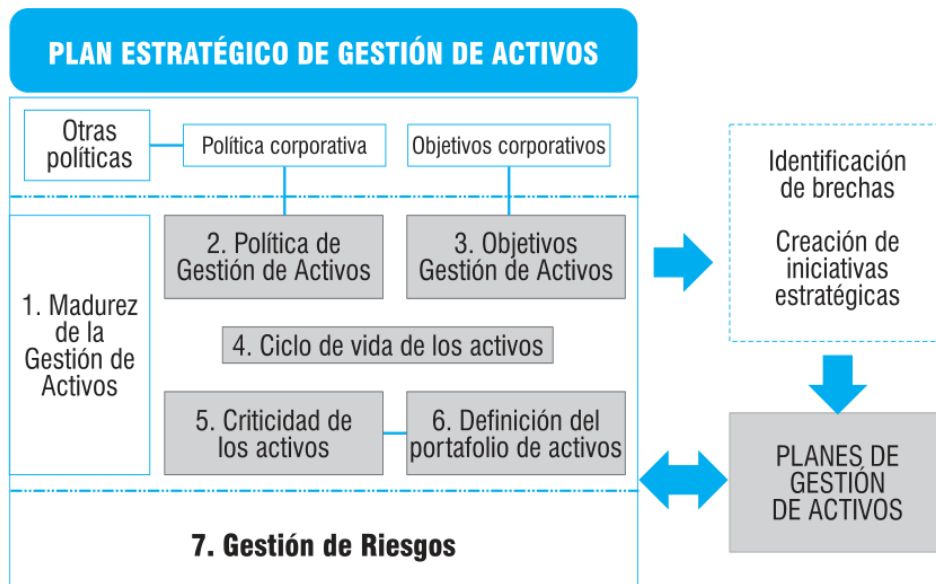 PLAN ESTRATÉGICO DE GESTIÓN DE ACTIVOS
Otras
políticas
Política corporativa
Objetivos corporativos
1. Madurez
de la
Gestión de
Activos
2. Política de
Gestión de Activos
3. Objetivos
Gestión de Activos
4. Ciclo de vida de los activos
5. Criticidad de
los activos
6. Definición del
portafolio de activos
7. Gestión de Riesgos
Identificación
de brechas
Creación de
iniciativas
estratégicas
PLANES DE
GESTIÓN
DE ACTIVOS